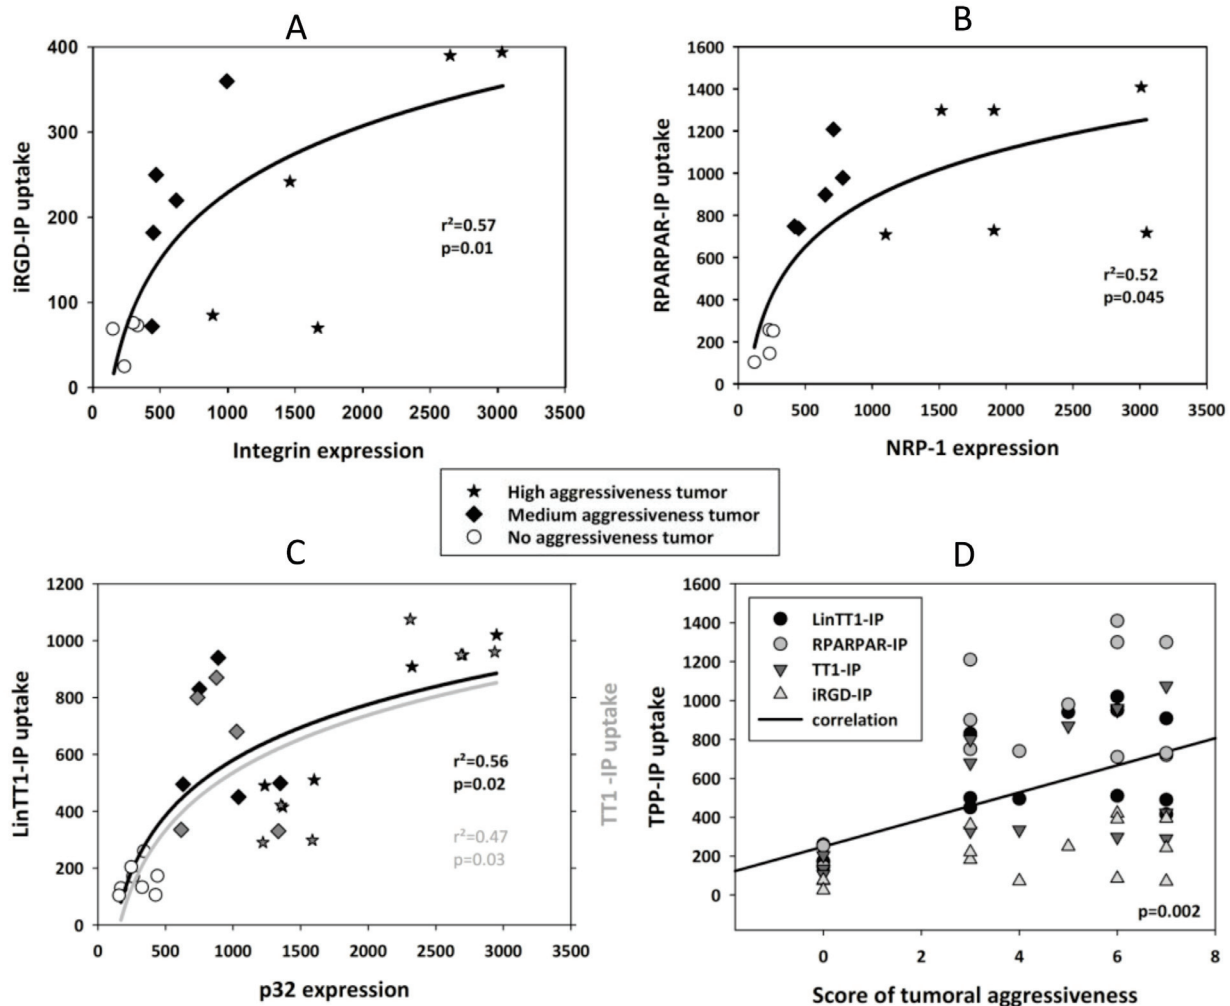 A
400
300
200
100
0
iRGD-IP uptake
r²=0.57
p=0.01
0 500 1000 1500 2000 2500 3000 3500
Integrin expression
B
1600
1400
1200
1000
800
600
400
200
0
RPARPAR-IP uptake
r²=0.52
p=0.045
0 500 1000 1500 2000 2500 3000 3500
NRP-1 expression
High aggressiveness tumor
Medium aggressiveness tumor
No aggressiveness tumor
C
1200
1000
800
600
400
200
0
LinTT1-IP uptake
TT1 -IP uptake
r²=0.56
p=0.02
r²=0.47
p=0.03
0 500 1000 1500 2000 2500 3000 3500
p32 expression
D
1600
1400
1200
1000
800
600
400
200
0
TPP-IP uptake
LinTT1-IP
RPARPAR-IP
TT1-IP
iRGD-IP
correlation
p=0.002
0 2 4 6 8
Score of tumoral aggressiveness